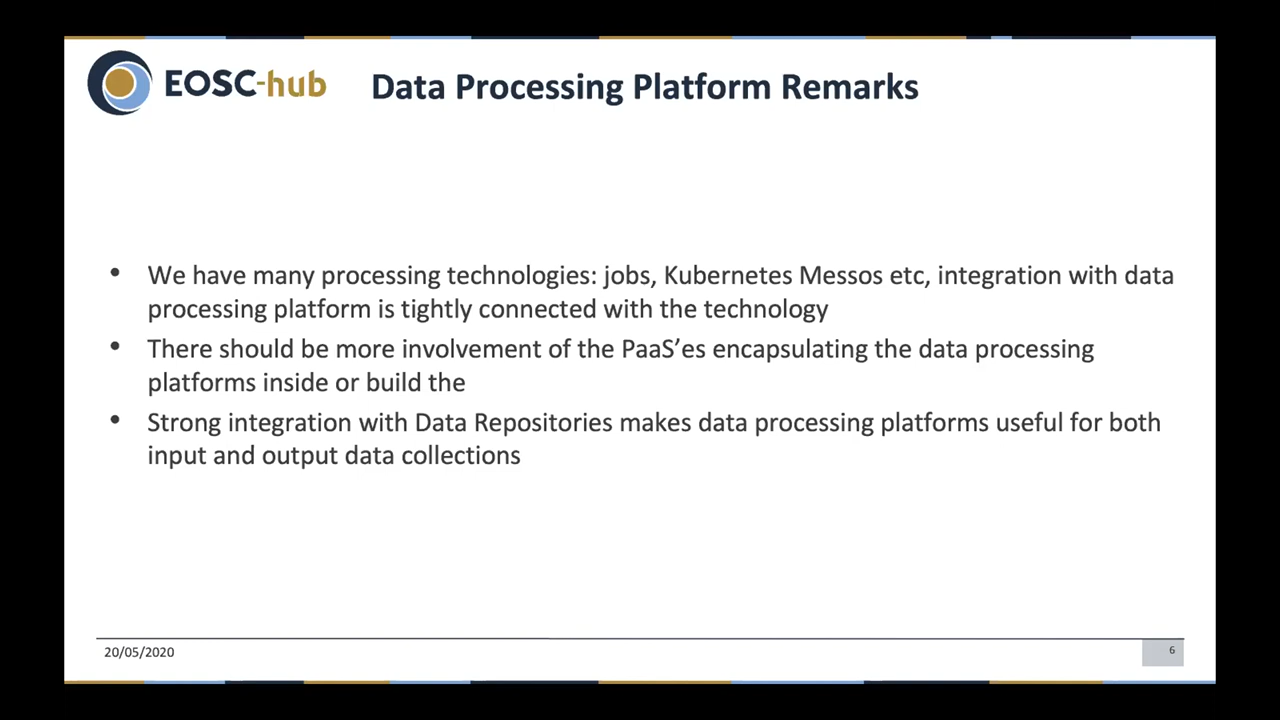 EOSC-hub
Data Processing Platform Remarks
• We have many processing technologies: jobs, Kubernetes Messos etc, integration with data
processing platform is tightly connected with the technology
• There should be more involvement of the PaaS’es encapsulating the data processing
platforms inside or build the
• Strong integration with Data Repositories makes data processing platforms useful for both
input and output data collections
20/05/2020
6